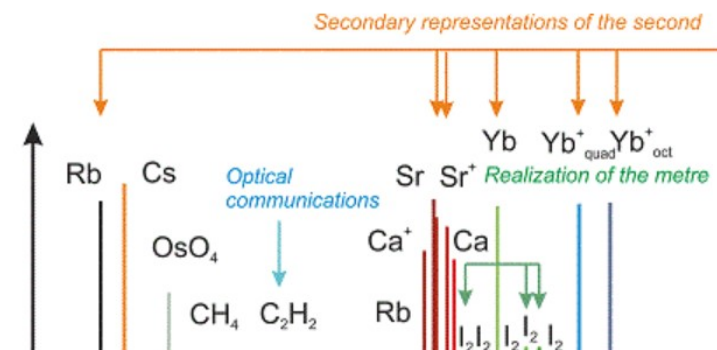 Secondary representations of the second
Yb Yb⁺quad Yb⁺oct
Rb Cs Optical communications Sr Sr⁺ Realization of the metre
Ca⁺ Ca
OsO₄
CH₄ C₂H₂ Rb
I₂ I₂ I₂ I₂ I₂